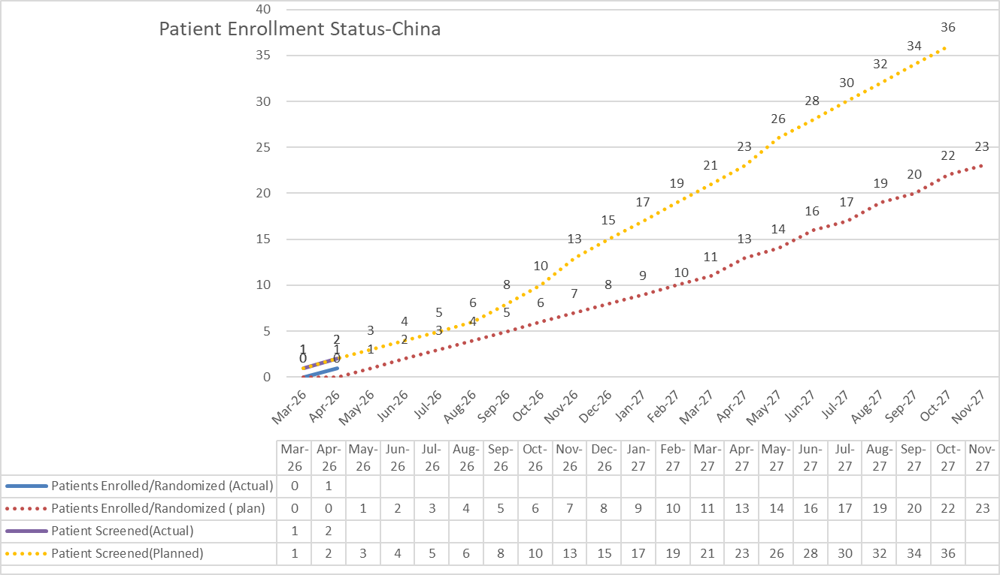 Patient Enrollment Status-China
40
35
30
25
20
15
10
5
0
1 2 3 4 5 6 8 10 13 15 17 19 21 23 26 28 30 32 34 36
1 2
0 1
0 0 1 2 3 4 5 6 7 8 9 10 11 13 14 16 17 19 20 22 23
Mar-26 Apr-26 May-26 Jun-26 Jul-26 Aug-26 Sep-26 Oct-26 Nov-26 Dec-26 Jan-27 Feb-27 Mar-27 Apr-27 May-27 Jun-27 Jul-27 Aug-27 Sep-27 Oct-27 Nov-27
Mar- Apr- May- Jun- Jul- Aug- Sep- Oct- Nov- Dec- Jan- Feb- Mar- Apr- May- Jun- Jul- Aug- Sep- Oct- Nov-
26 26 26 26 26 26 26 26 26 26 27 27 27 27 27 27 27 27 27 27 27
Patients Enrolled/Randomized (Actual) 0 1
Patients Enrolled/Randomized ( plan) 0 0 1 2 3 4 5 6 7 8 9 10 11 13 14 16 17 19 20 22 23
Patient Screened(Actual) 1 2
Patient Screened(Planned) 1 2 3 4 5 6 8 10 13 15 17 19 21 23 26 28 30 32 34 36